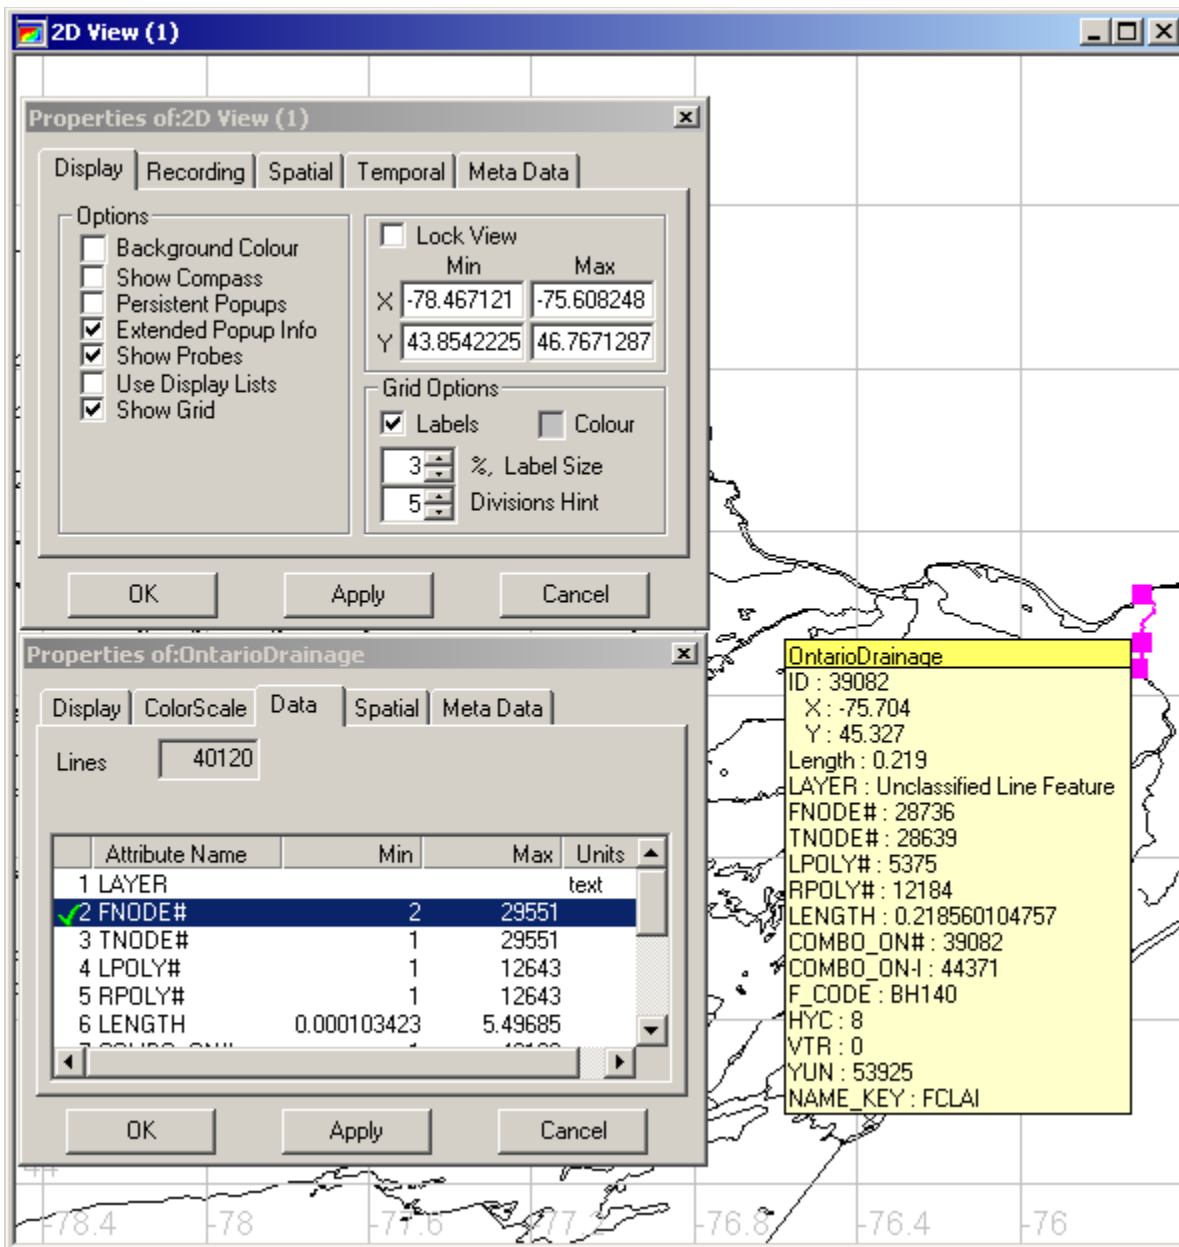 2D View (1)
Properties of:2D View (1)
Display Recording Spatial Temporal Meta Data
Options
Background Colour
Show Compass
Persistent Popups
Extended Popup Info
Show Probes
Use Display Lists
Show Grid
Lock View
Min Max
X -78.467121 -75.608248
Y 43.8542225 46.7671287
Grid Options
Labels Colour
3 %, Label Size
5 Divisions Hint
OK Apply Cancel
Properties of:OntarioDrainage
Display ColorScale Data Spatial Meta Data
Lines 40120
Attribute Name Min Max Units
1 LAYER text
2 FNODE# 2 29551
3 TNODE# 1 29551
4 LPOLY# 1 12643
5 RPOLY# 1 12643
6 LENGTH 0.000103423 5.49685
OK Apply Cancel
OntarioDrainage
ID : 39082
X : -75.704
Y : 45.327
Length : 0.219
LAYER : Unclassified Line Feature
FNODE# : 28736
TNODE# : 28639
LPOLY# : 5375
RPOLY# : 12184
LENGTH : 0.218560104757
COMBO_ON# : 39082
COMBO_ON-I : 44371
F_CODE : BH140
HYC : 8
VTR : 0
YUN : 53925
NAME_KEY : FCLAI
44
-78.4 -78 -77.6 -77.2 -76.8 -76.4 -76